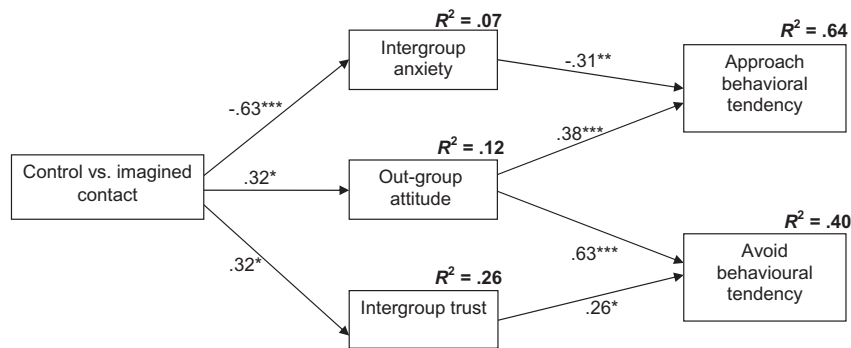 R² = .07
Intergroup
anxiety
R² = .64
Approach
behavioral
tendency
-.31**
-.63***
.38***
R² = .12
Control vs. imagined
contact
.32*
Out-group
attitude
R² = .40
Avoid
behavioural
tendency
.63***
.32*
R² = .26
Intergroup trust
.26*